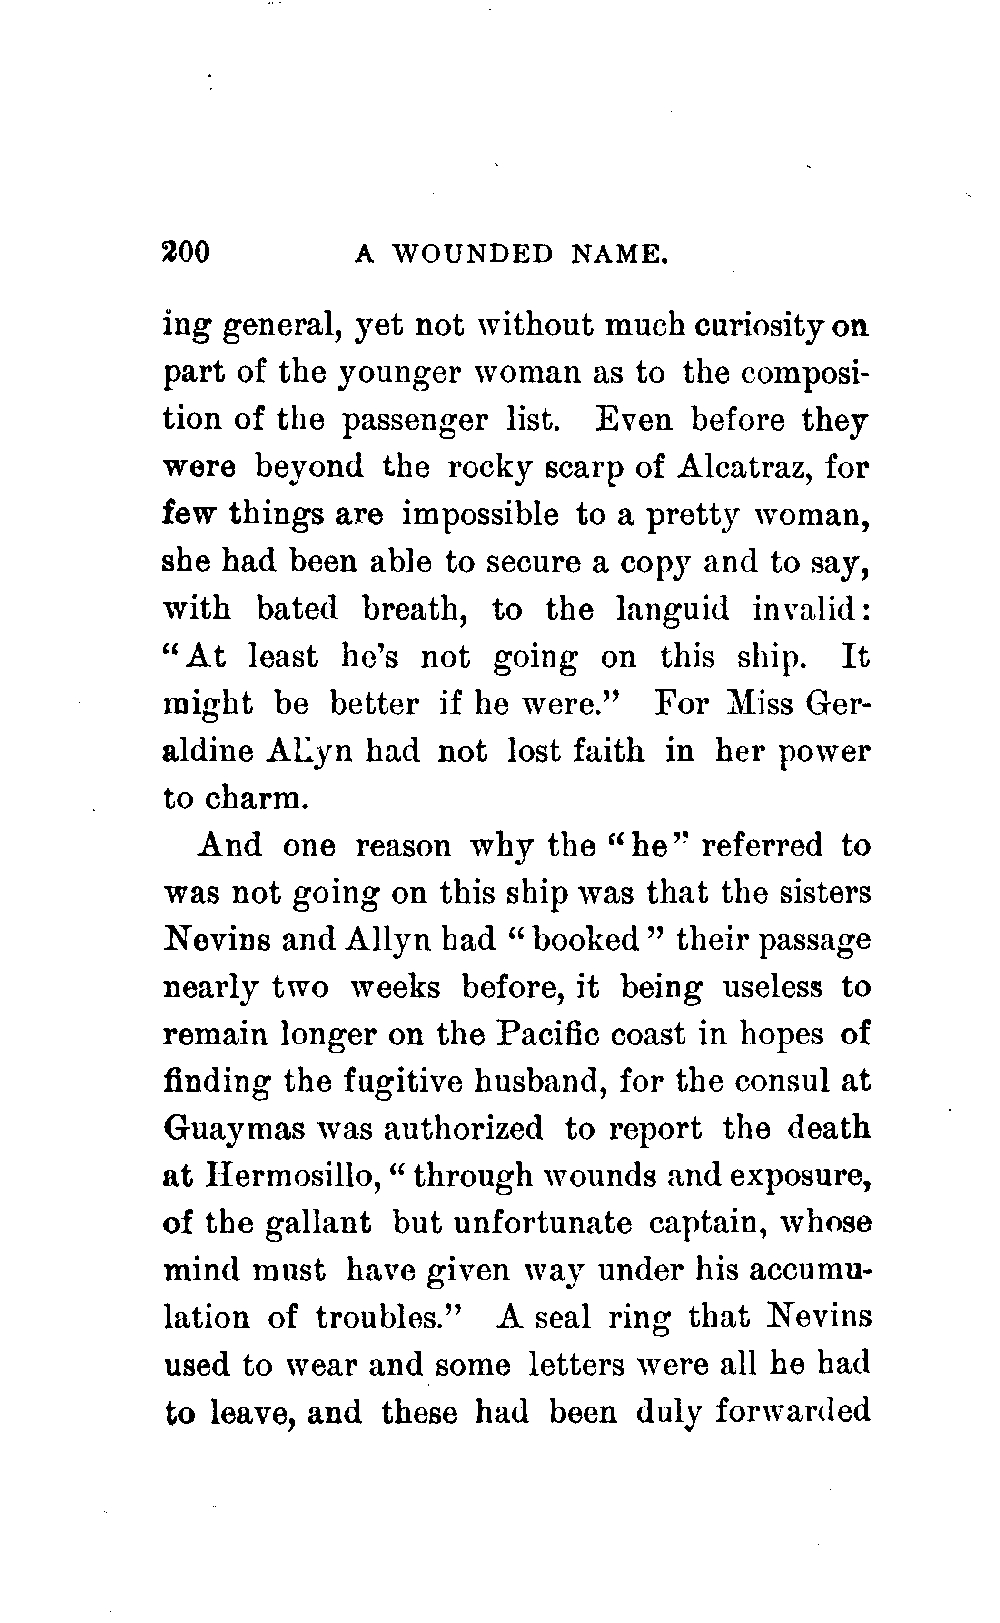 200 A WOUNDED NAME.
ing general, yet not without much curiosity on
part of the younger woman as to the composi-
tion of the passenger list. Even before they
were beyond the rocky scarp of Alcatraz, for
few things are impossible to a pretty woman,
she had been able to secure a copy and to say,
with bated breath, to the languid invalid:
"At least he's not going on this ship. It
might be better if he were." For Miss Ger-
aldine Allyn had not lost faith in her power
to charm.
And one reason why the "he" referred to
was not going on this ship was that the sisters
Nevins and Allyn had "booked" their passage
nearly two weeks before, it being useless to
remain longer on the Pacific coast in hopes of
finding the fugitive husband, for the consul at
Guaymas was authorized to report the death
at Hermosillo, "through wounds and exposure,
of the gallant but unfortunate captain, whose
mind must have given way under his accumu-
lation of troubles." A seal ring that Nevins
used to wear and some letters were all he had
to leave, and these had been duly forwarded